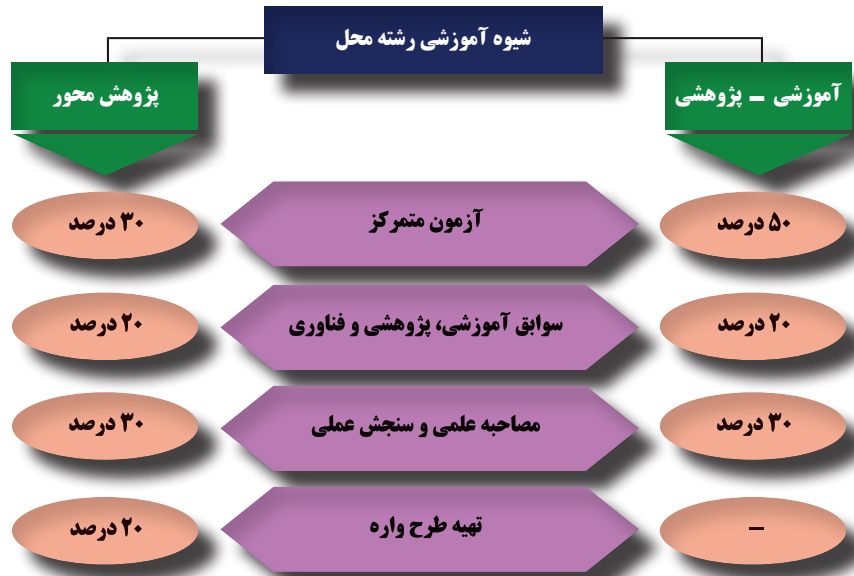 شیوه آموزشی رشته محل
آموزشی – پژوهشی
پژوهش محور
۵۰ درصد
آزمون متمرکز
۳۰ درصد
۲۰ درصد
سوابق آموزشی، پژوهشی و فناوری
۲۰ درصد
۳۰ درصد
مصاحبه علمی و سنجش عملی
۳۰ درصد
–
تهیه طرح واره
۲۰ درصد